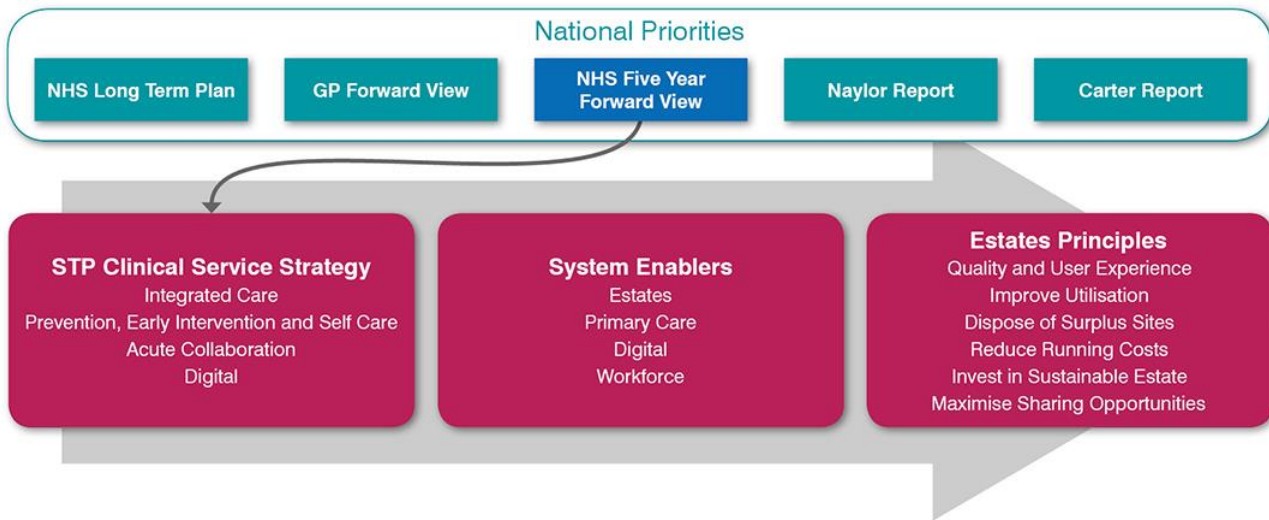 National Priorities
NHS Long Term Plan
GP Forward View
NHS Five Year
Forward View
Naylor Report
Carter Report
STP Clinical Service Strategy
Integrated Care
Prevention, Early Intervention and Self Care
Acute Collaboration
Digital
System Enablers
Estates
Primary Care
Digital
Workforce
Estates Principles
Quality and User Experience
Improve Utilisation
Dispose of Surplus Sites
Reduce Running Costs
Invest in Sustainable Estate
Maximise Sharing Opportunities